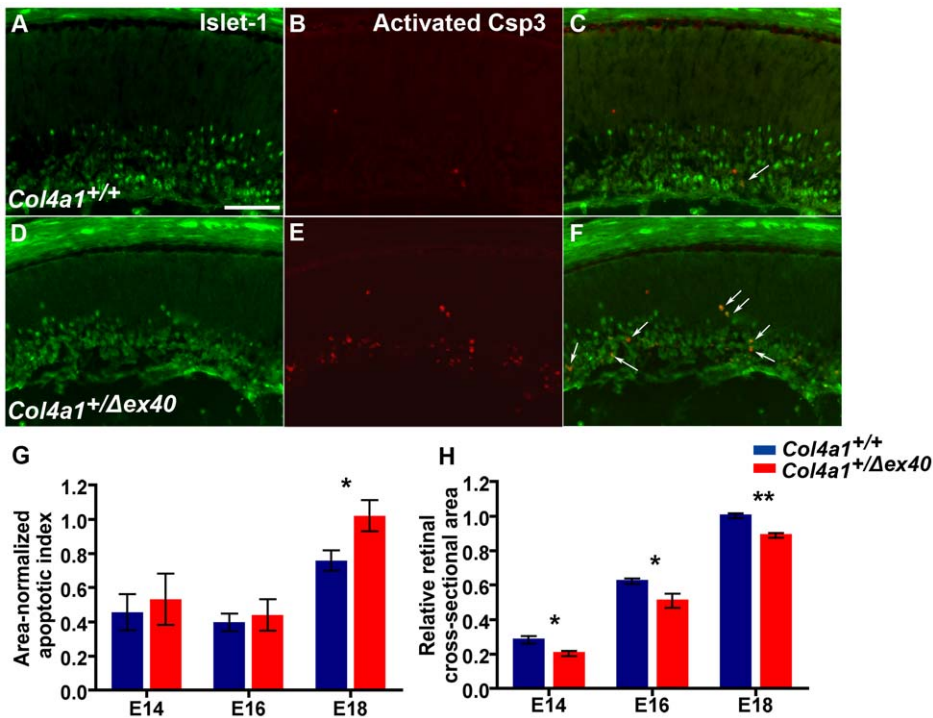 A Islet-1 B Activated Csp3 C
Col4a1+/+
D E F
Col4a1+/Δex40
G H
Col4a1+/+
Col4a1+/Δex40
Area-normalized
apoptotic index
1.2
1.0
0.8
0.6
0.4
0.2
0.0
*
E14 E16 E18
Relative retinal
cross-sectional area
1.2
1.0
0.8
0.6
0.4
0.2
0.0
* * **
E14 E16 E18